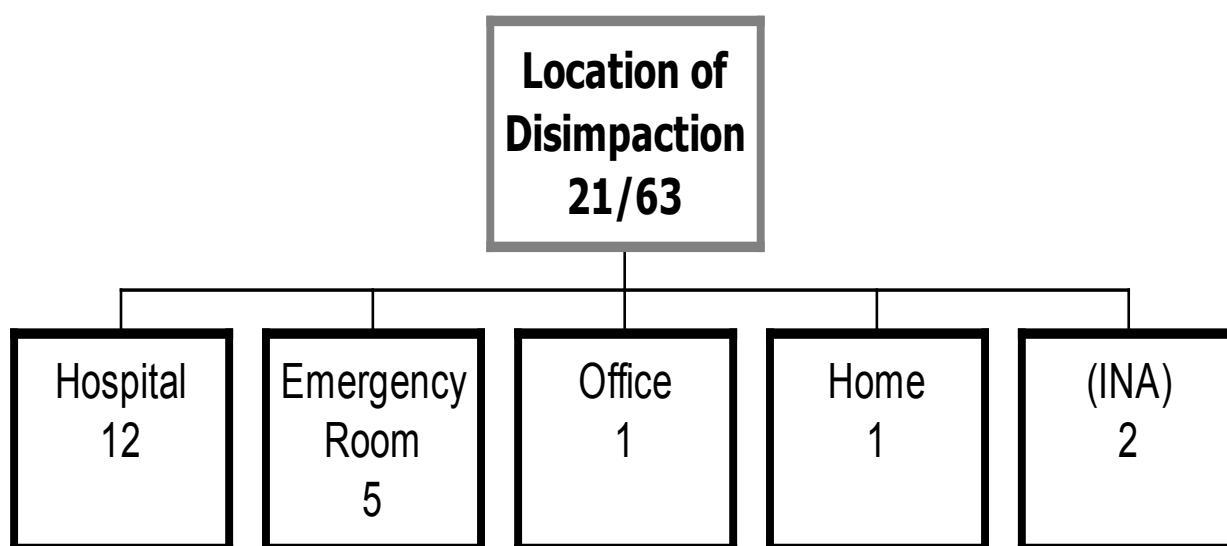 Location of
Disimpaction
21/63
Hospital
12
Emergency
Room
5
Office
1
Home
1
(INA)
2